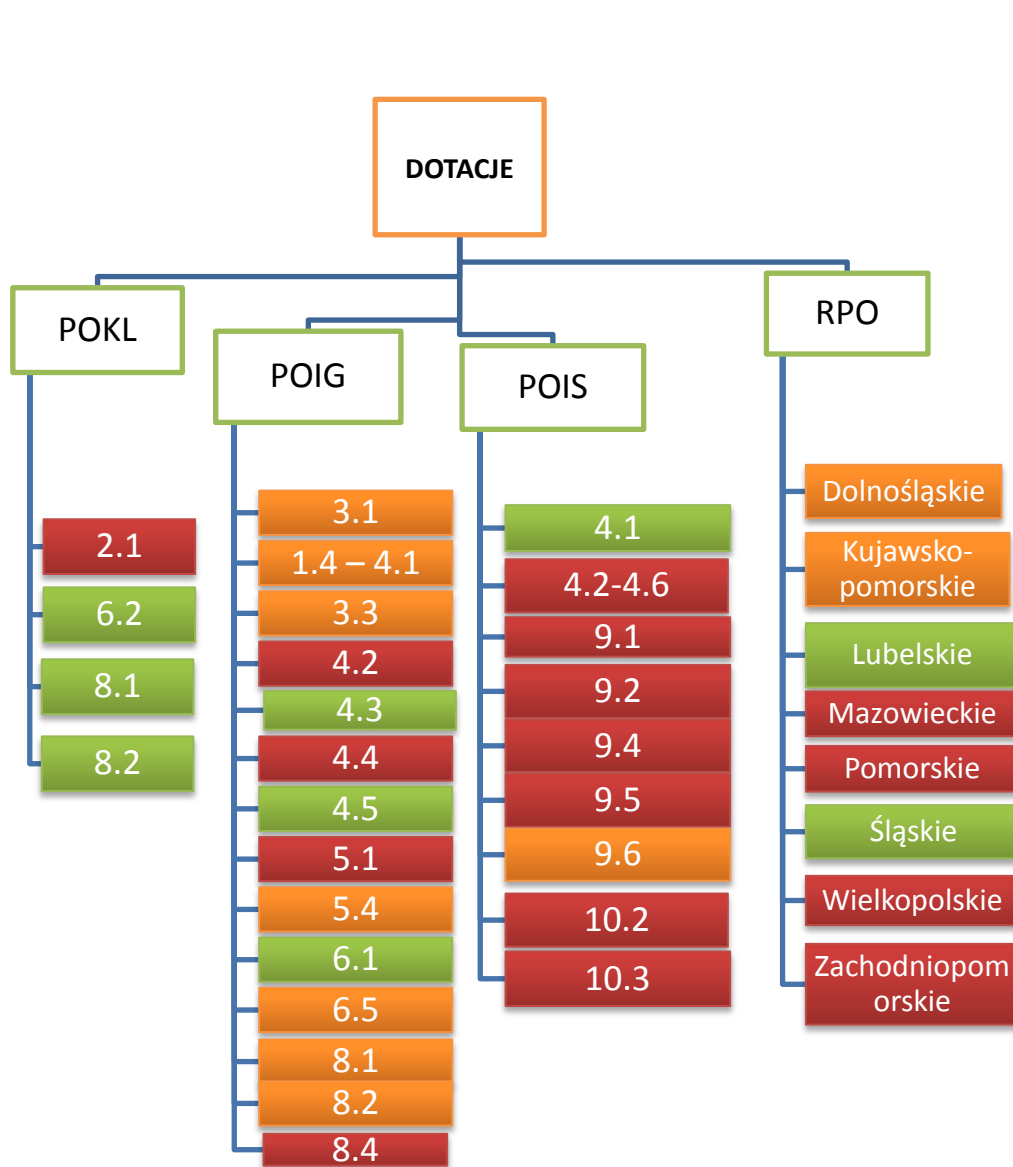 DOTACJE
POKL
2.1
6.2
8.1
8.2
POIG
3.1
1.4 – 4.1
3.3
4.2
4.3
4.4
4.5
5.1
5.4
6.1
6.5
8.1
8.2
8.4
POIS
4.1
4.2-4.6
9.1
9.2
9.4
9.5
9.6
10.2
10.3
RPO
Dolnośląskie
Kujawsko-
pomorskie
Lubelskie
Mazowieckie
Pomorskie
Śląskie
Wielkopolskie
Zachodniopom
orskie